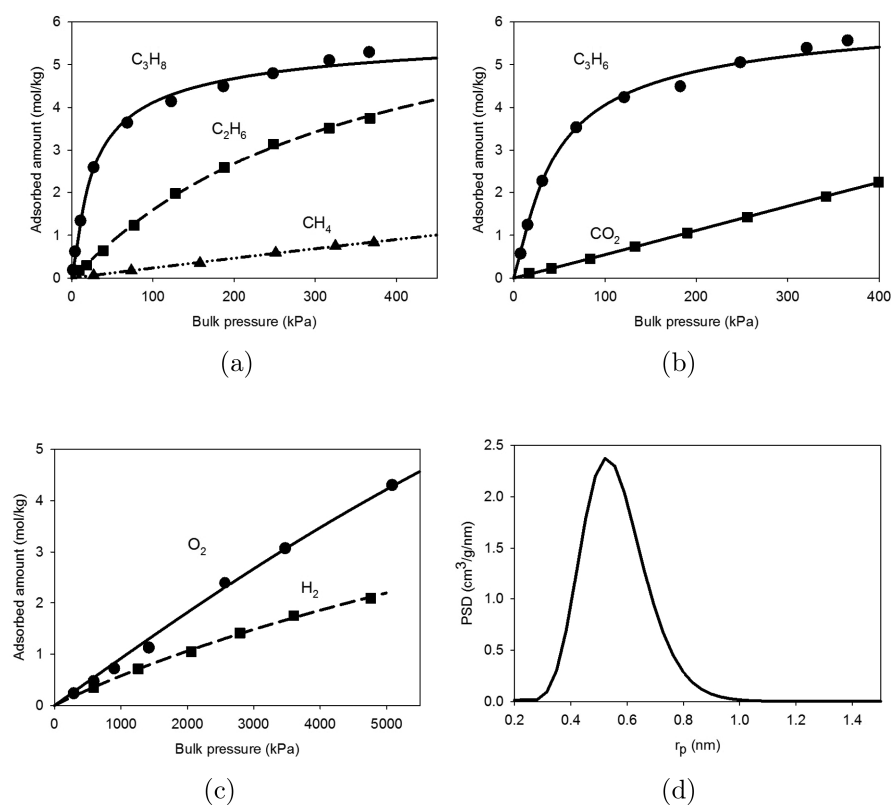 6
5
4
3
2
1
0
Adsorbed amount (mol/kg)
C₃H₈
C₂H₆
CH₄
0 100 200 300 400
Bulk pressure (kPa)
(a)
6
5
4
3
2
1
0
Adsorbed amount (mol/kg)
C₃H₆
CO₂
0 100 200 300 400
Bulk pressure (kPa)
(b)
5
4
3
2
1
0
Adsorbed amount (mol/kg)
O₂
H₂
0 1000 2000 3000 4000 5000
Bulk pressure (kPa)
(c)
2.5
2.0
1.5
1.0
0.5
0.0
PSD (cm³/g/nm)
0.2 0.4 0.6 0.8 1.0 1.2 1.4
rₚ (nm)
(d)